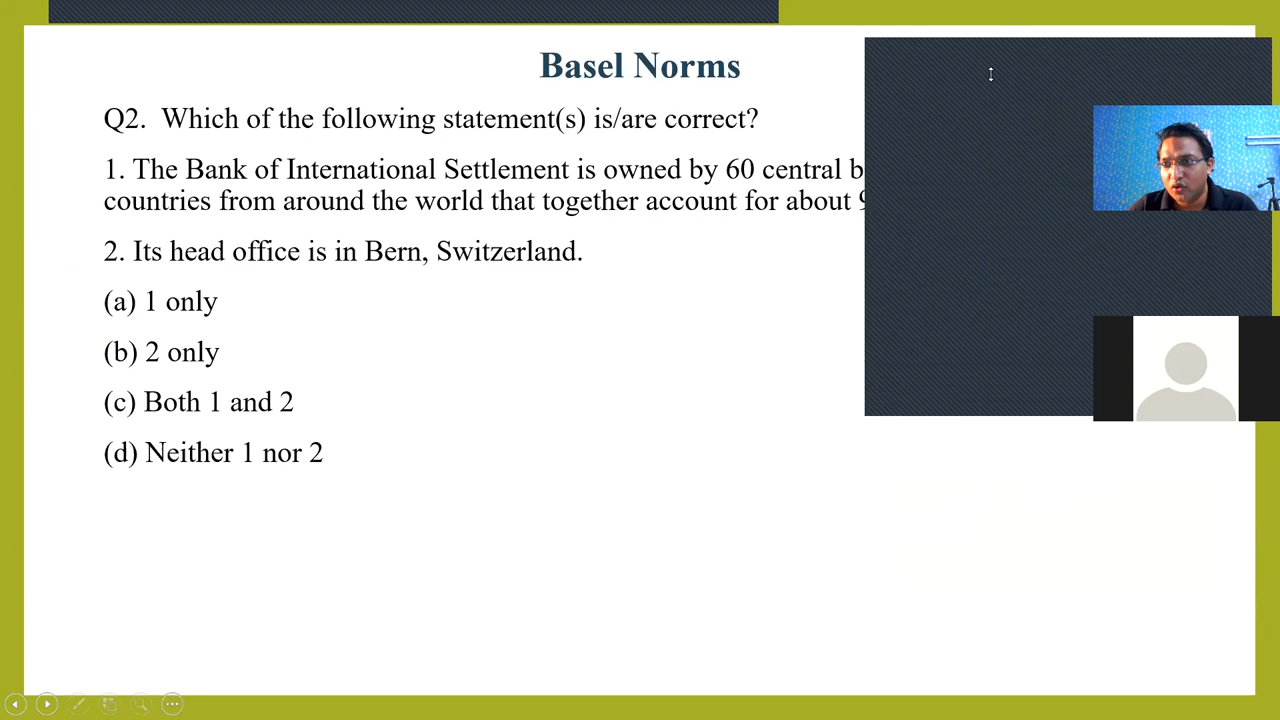 Basel Norms
Q2. Which of the following statement(s) is/are correct?
1. The Bank of International Settlement is owned by 60 central
countries from around the world that together account for about
2. Its head office is in Bern, Switzerland.
(a) 1 only
(b) 2 only
(c) Both 1 and 2
(d) Neither 1 nor 2